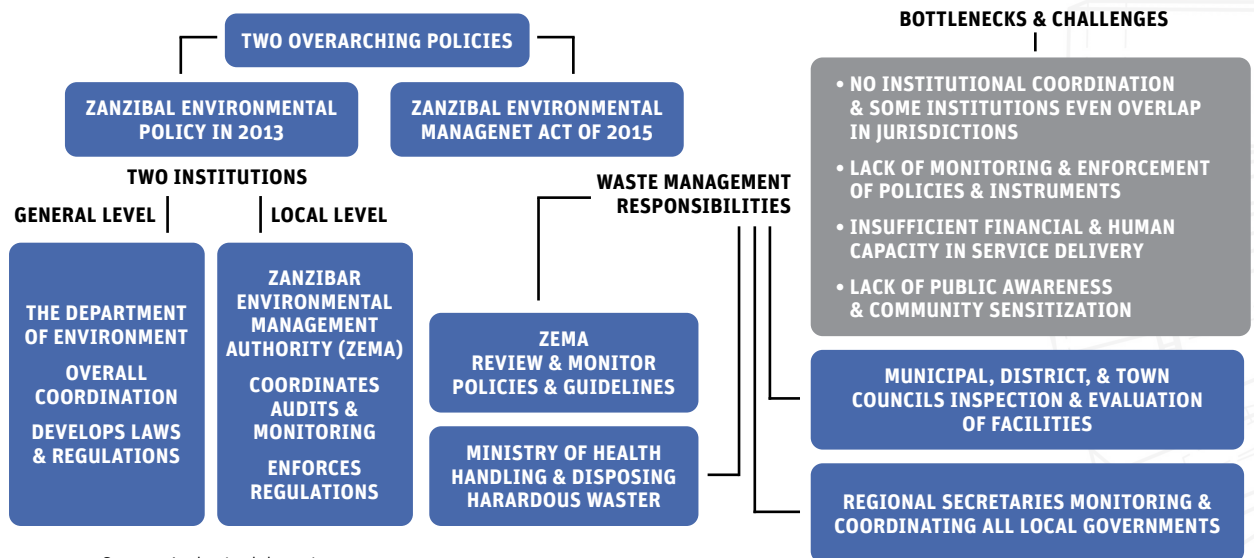 TWO OVERARCHING POLICIES
ZANZIBAL ENVIRONMENTAL
POLICY IN 2013
ZANZIBAL ENVIRONMENTAL
MANAGENET ACT OF 2015
TWO INSTITUTIONS
GENERAL LEVEL
LOCAL LEVEL
THE DEPARTMENT
OF ENVIRONMENT
OVERALL
COORDINATION
DEVELOPS LAWS
& REGULATIONS
ZANZIBAR
ENVIRONMENTAL
MANAGEMENT
AUTHORITY (ZEMA)
COORDINATES
AUDITS &
MONITORING
ENFORCES
REGULATIONS
WASTE MANAGEMENT
RESPONSIBILITIES
ZEMA
REVIEW & MONITOR
POLICIES & GUIDELINES
MINISTRY OF HEALTH
HANDLING & DISPOSING
HARARDOUS WASTER
BOTTLENECKS & CHALLENGES
• NO INSTITUTIONAL COORDINATION
& SOME INSTITUTIONS EVEN OVERLAP
IN JURISDICTIONS
• LACK OF MONITORING & ENFORCEMENT
OF POLICIES & INSTRUMENTS
• INSUFFICIENT FINANCIAL & HUMAN
CAPACITY IN SERVICE DELIVERY
• LACK OF PUBLIC AWARENESS
& COMMUNITY SENSITIZATION
MUNICIPAL, DISTRICT, & TOWN
COUNCILS INSPECTION & EVALUATION
OF FACILITIES
REGIONAL SECRETARIES MONITORING &
COORDINATING ALL LOCAL GOVERNMENTS